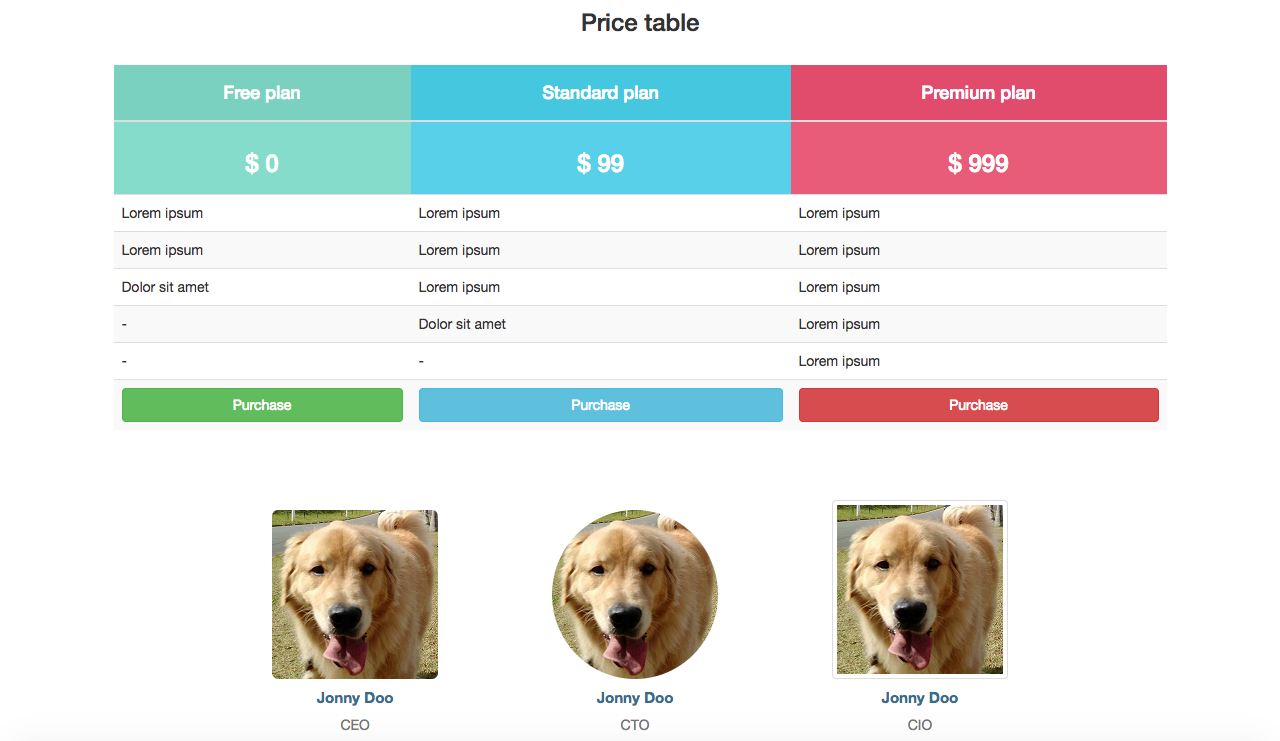 Price table
Free plan Standard plan Premium plan
$ 0 $ 99 $ 999
Lorem ipsum Lorem ipsum Lorem ipsum
Lorem ipsum Lorem ipsum Lorem ipsum
Dolor sit amet Lorem ipsum Lorem ipsum
- Dolor sit amet Lorem ipsum
- - Lorem ipsum
Purchase Purchase Purchase
Jonny Doo Jonny Doo Jonny Doo
CEO CTO CIO